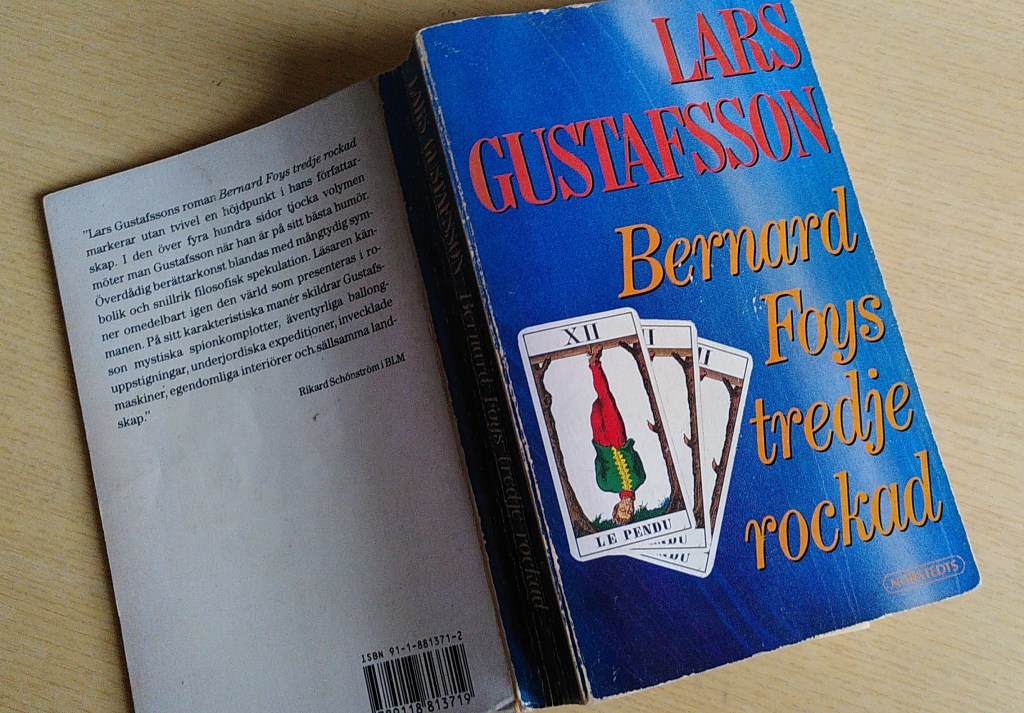 "Lars Gustafssons roman Bernard Foys tredje rockad
markerar utan tvivel en höjdpunkt i hans författar-
skap. I den över fyra hundra sidor tjocka volymen
möter man Gustafsson när han är på sitt bästa humör.
Överdådig berättarkonst blandas med mångtydig sym-
bolik och snillrik filosofisk spekulation. Läsaren kän-
ner omedelbart igen den värld som presenteras i ro-
manen. På sitt karakteristiska manér skildrar Gustafs-
son mystiska spionkomplotter, äventyrliga ballong-
uppstigningar, underjordiska expeditioner, invecklade
maskiner, egendomliga interiörer och sällsamma land-
skap."
Rikard Schönström i BLM
ISBN 91-1-881371-2
789118 813719
LARS GUSTAFSSON Bernard Foys tredje rockad
LARS
GUSTAFSSON
Bernard
Foys
tredje
rockad
XII
I
II
LE PENDU
ENDU
NDU
NORSTEDTS